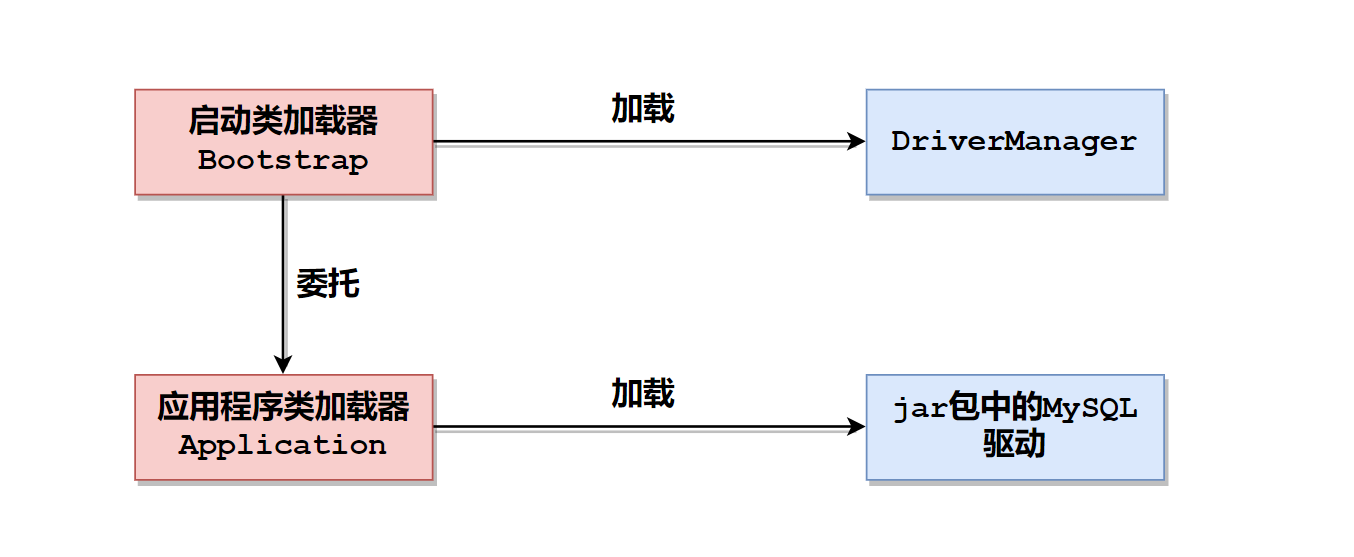 启动类加载器
Bootstrap
加载
DriverManager
委托
应用程序类加载器
Application
加载
jar包中的MySQL
驱动